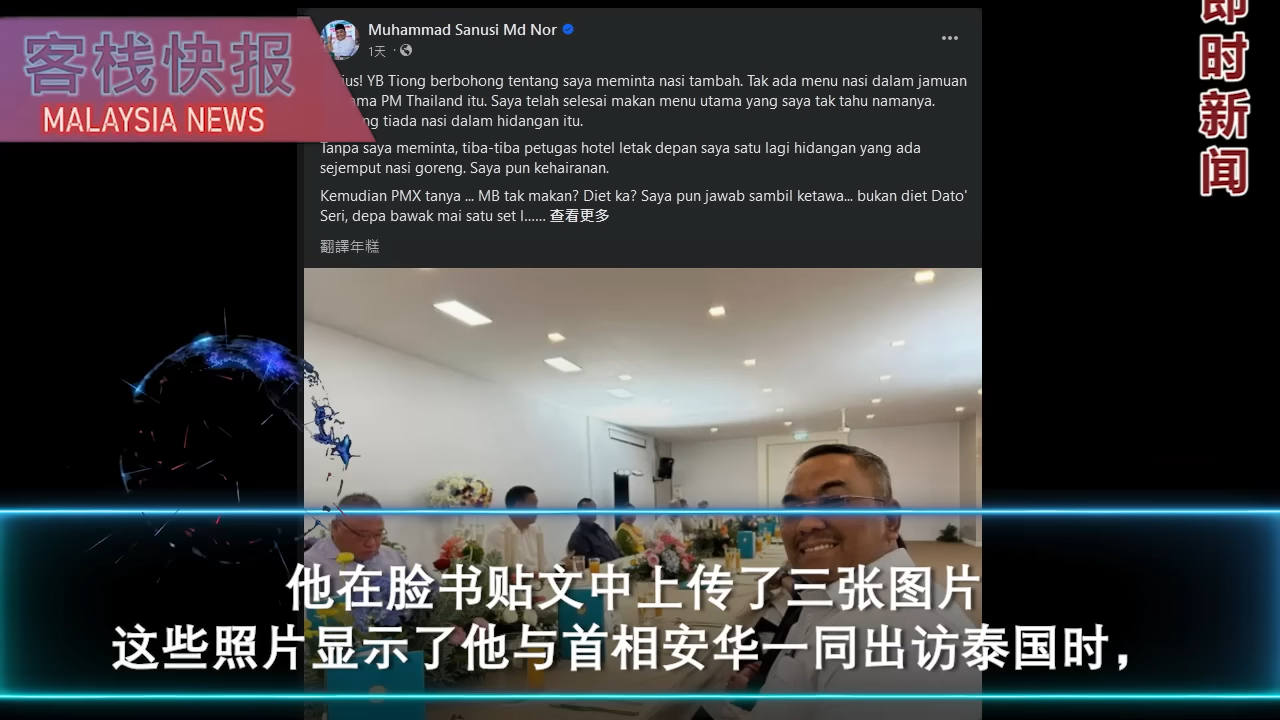 客栈快报
MALAYSIA NEWS
即时新闻
Muhammad Sanusi Md Nor
1天
YB Tiong berbohong tentang saya meminta nasi tambah. Tak ada menu nasi dalam jamuan
PM Thailand itu. Saya telah selesai makan menu utama yang saya tak tahu namanya.
tiada nasi dalam hidangan itu.
Tanpa saya meminta, tiba-tiba petugas hotel letak depan saya satu lagi hidangan yang ada
sejemput nasi goreng. Saya pun kehairanan.
Kemudian PMX tanya ... MB tak makan? Diet ka? Saya pun jawab sambil ketawa... bukan diet Dato'
Seri, depa bawak mai satu set l...... 查看更多
翻譯年糕
他在脸书贴文中上传了三张图片
这些照片显示了他与首相安华一同出访泰国时，